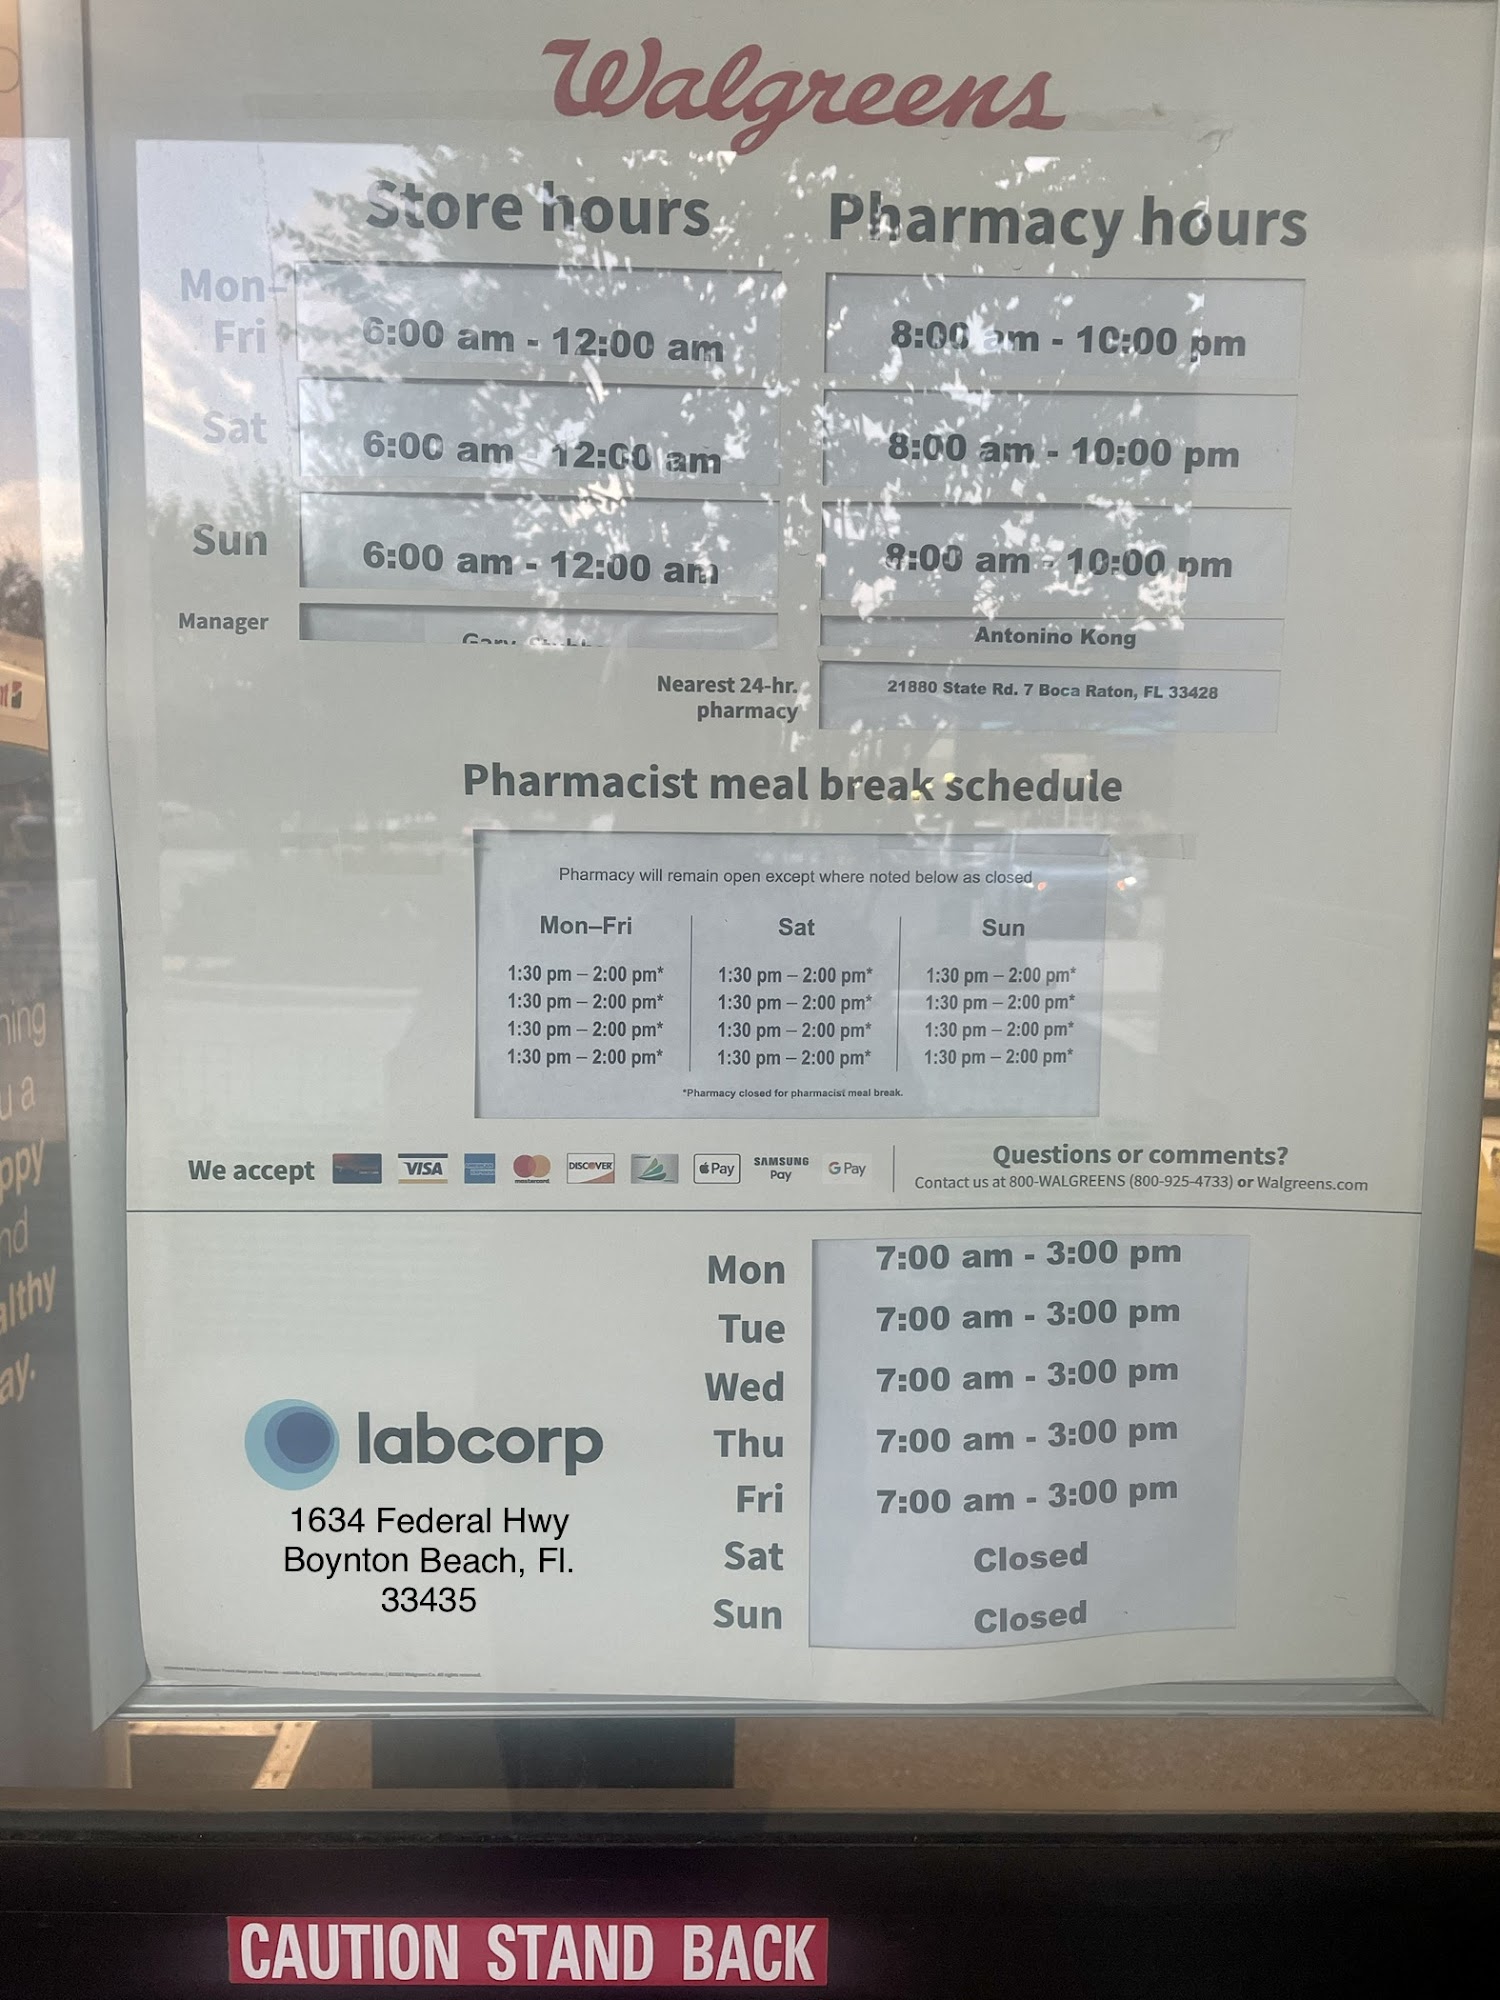 Walgreens
Store hours
Pharmacy hours
Mon-
Fri
6:00 am - 12:00 am
8:00 am - 10:00 pm
Sat
6:00 am - 12:00 am
8:00 am - 10:00 pm
Sun
6:00 am - 12:00 am
8:00 am - 10:00 pm
Manager
Gary
Antonino Kong
Nearest 24-hr.
pharmacy
21880 State Rd. 7 Boca Raton, FL 33428
Pharmacist meal break schedule
Pharmacy will remain open except where noted below as closed
Mon–Fri
Sat
Sun
1:30 pm – 2:00 pm* 1:30 pm – 2:00 pm* 1:30 pm – 2:00 pm*
1:30 pm – 2:00 pm* 1:30 pm – 2:00 pm* 1:30 pm – 2:00 pm*
1:30 pm – 2:00 pm* 1:30 pm – 2:00 pm* 1:30 pm – 2:00 pm*
1:30 pm – 2:00 pm* 1:30 pm – 2:00 pm* 1:30 pm – 2:00 pm*
*Pharmacy closed for pharmacist meal break.
We accept
VISA
mastercard
DISCOVER
Pay
SAMSUNG
Pay
G Pay
Questions or comments?
Contact us at 800-WALGREENS (800-925-4733) or Walgreens.com
Mon 7:00 am - 3:00 pm
Tue 7:00 am - 3:00 pm
Wed 7:00 am - 3:00 pm
Thu 7:00 am - 3:00 pm
Fri 7:00 am - 3:00 pm
Sat Closed
Sun Closed
labcorp
1634 Federal Hwy
Boynton Beach, Fl.
33435
CAUTION STAND BACK